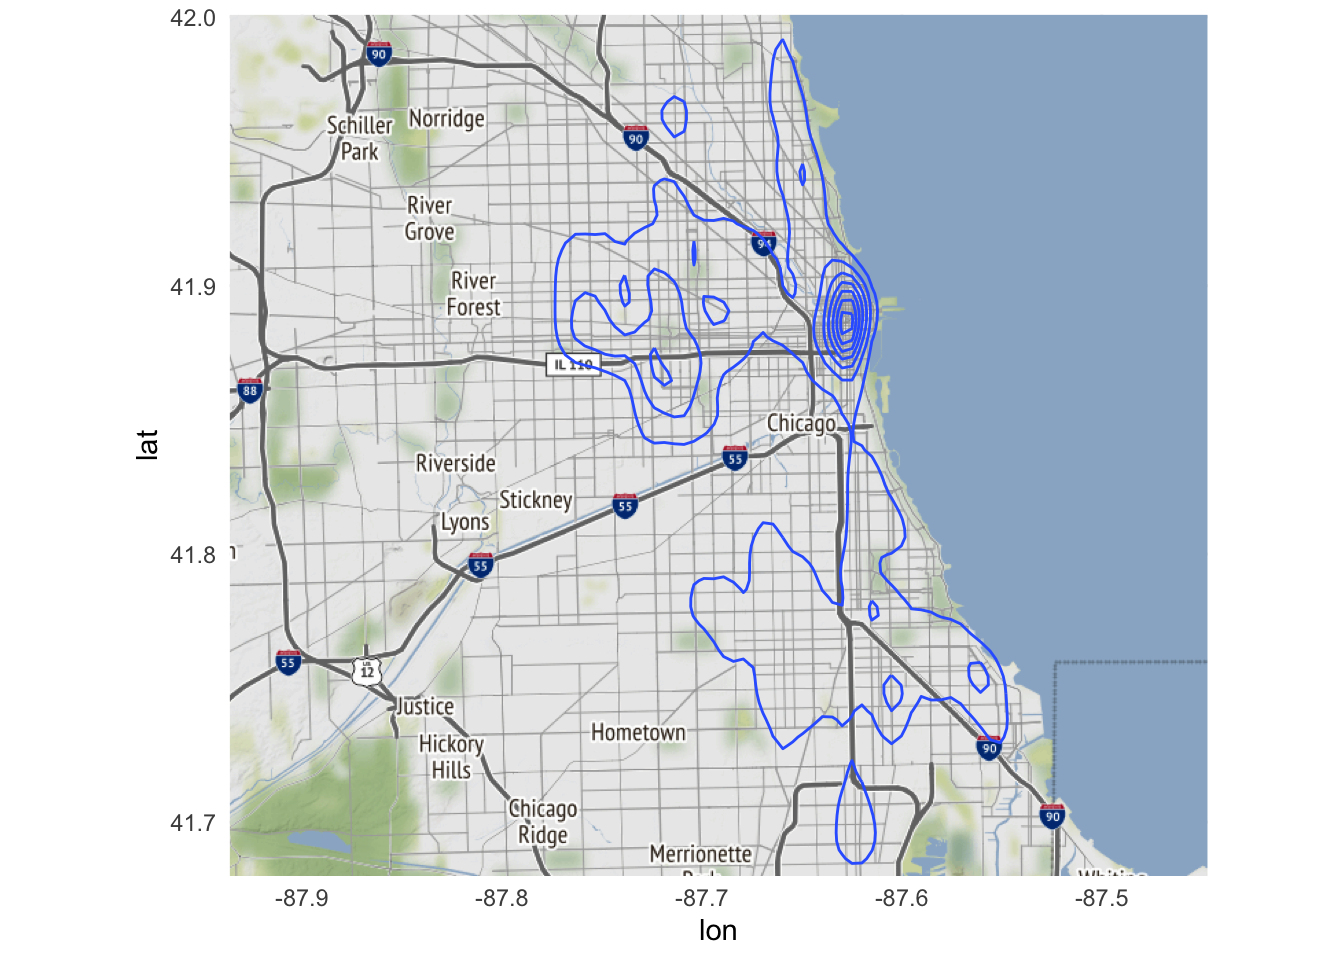 42.0
90
Norridge
Schiller
Park
90
River
Grove
41.9
River
Forest
IL 110
88
lat
Chicago
55
Riverside
Stickney
55
Lyons
41.8
55
55
12
Justice
Hometown
Hickory
Hills
90
Chicago
Ridge
90
41.7
Merrionette
-87.9
-87.8
-87.7
-87.6
-87.5
lon